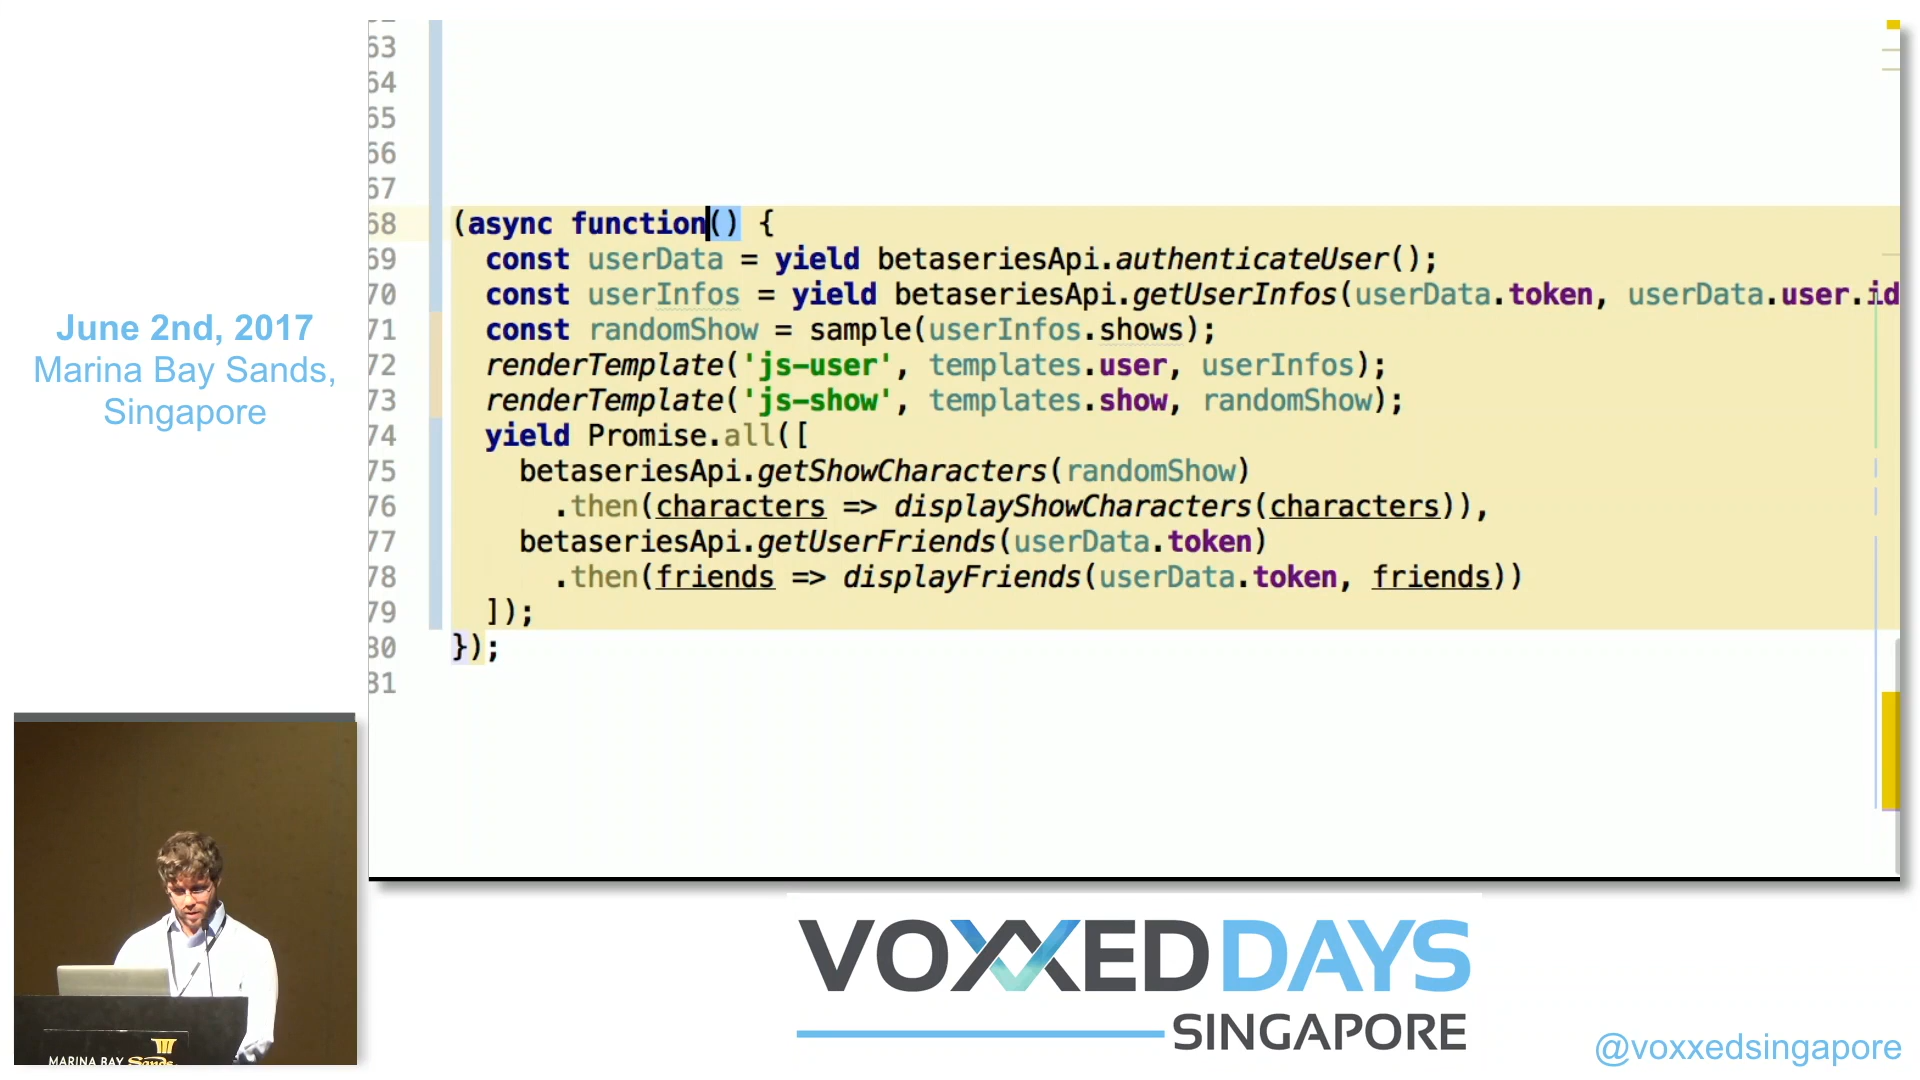 June 2nd, 2017
Marina Bay Sands,
Singapore
63
64
65
66
67
68 (async function() {
69 const userData = yield betaseriesApi.authenticateUser();
70 const userInfos = yield betaseriesApi.getUserInfos(userData.token, userData.user.id
71 const randomShow = sample(userInfos.shows);
72 renderTemplate('js-user', templates.user, userInfos);
73 renderTemplate('js-show', templates.show, randomShow);
74 yield Promise.all([
75 betaseriesApi.getShowCharacters(randomShow)
76 .then(characters => displayShowCharacters(characters)),
77 betaseriesApi.getUserFriends(userData.token)
78 .then(friends => displayFriends(userData.token, friends))
79 ]);
80 });
81
MARINA BAY Sands.
VOXXED DAYS
SINGAPORE
@voxxedsingapore